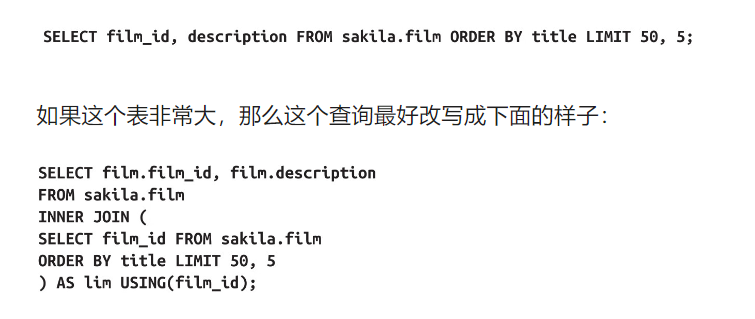 SELECT film_id, description FROM sakila.film ORDER BY title LIMIT 50, 5;
如果这个表非常大，那么这个查询最好改写成下面的样子：
SELECT film.film_id, film.description
FROM sakila.film
INNER JOIN (
SELECT film_id FROM sakila.film
ORDER BY title LIMIT 50, 5
) AS lim USING(film_id);